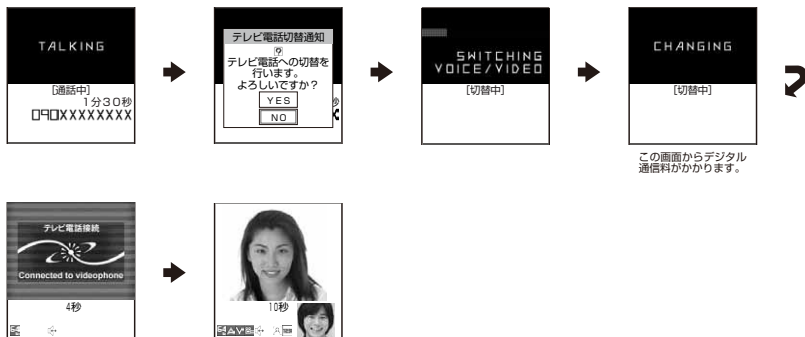 TALKING
[通話中]
1分30秒
090XXXXXXXX
テレビ電話切替通知
テレビ電話への切替を
行います。
よろしいですか?
YES
NO
秒
SWITCHING
VOICE/VIDEO
[切替中]
CHANGING
[切替中]
この画面からデジタル
通信料がかかります。
テレビ電話接続
Connected to videophone
4秒
10秒